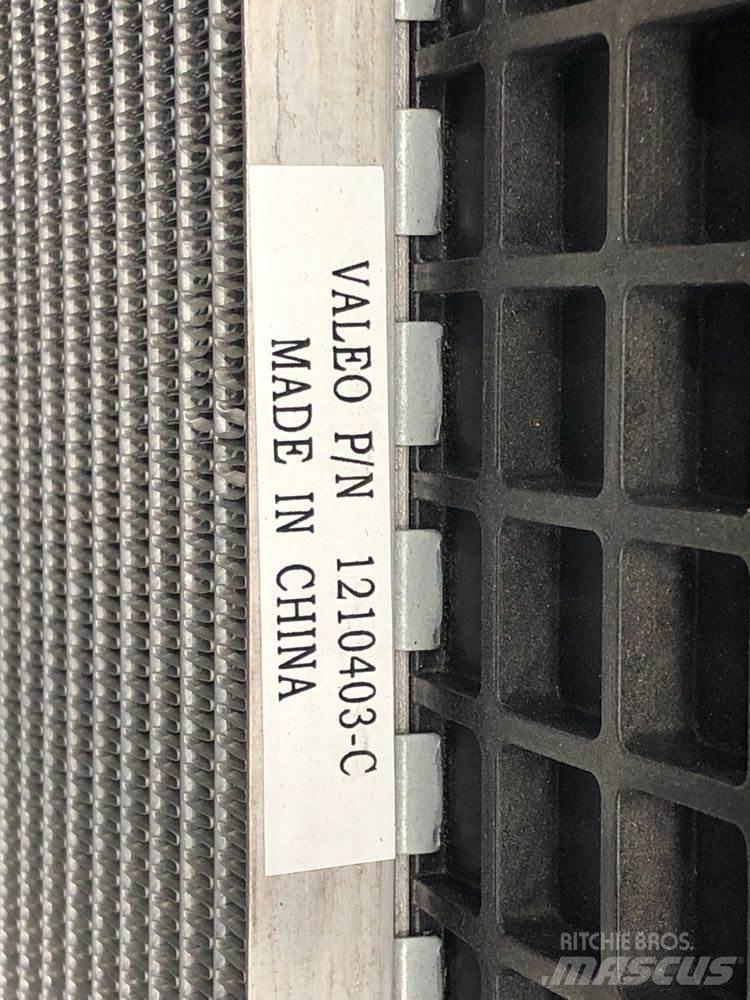 VALEO P/N 1210403-C
MADE IN CHINA
RITCHIE BROS.
MASCUS